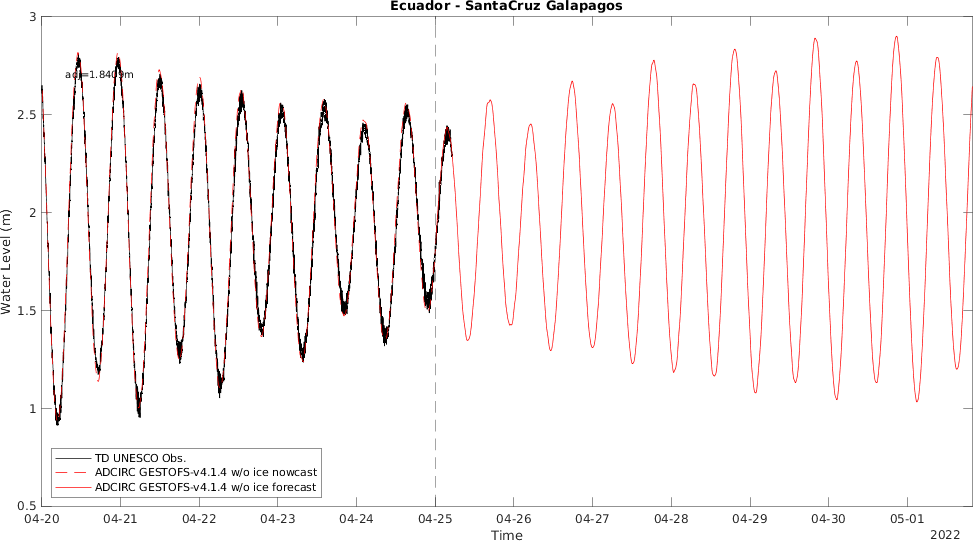 Ecuador - SantaCruz Galapagos
3
adj=1.8409m
2.5
2
Water Level (m)
1.5
1
TD UNESCO Obs.
ADCIRC GESTOFS-v4.1.4 w/o ice nowcast
ADCIRC GESTOFS-v4.1.4 w/o ice forecast
0.5
04-20 04-21 04-22 04-23 04-24 04-25 04-26 04-27 04-28 04-29 04-30 05-01
Time
2022